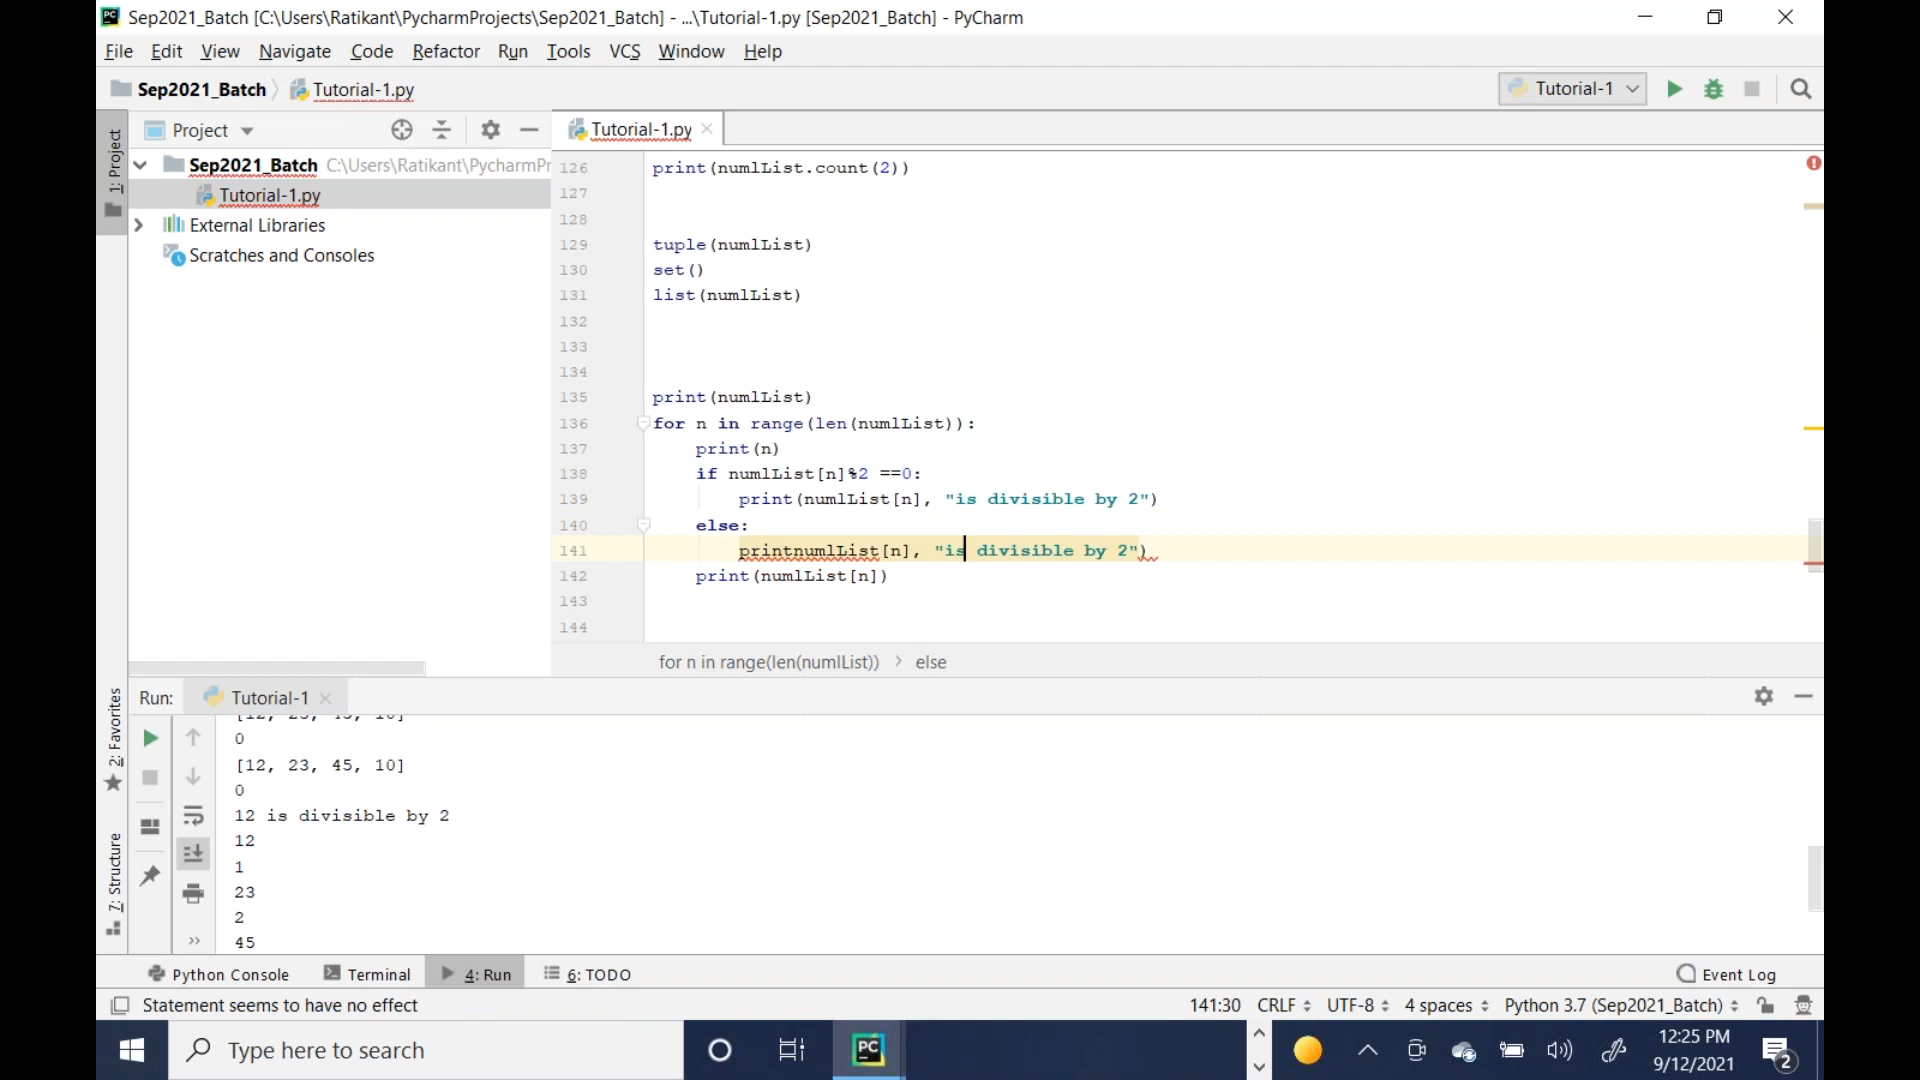 Sep2021_Batch [C:\Users\Ratikant\PycharmProjects\Sep2021_Batch] - ...\Tutorial-1.py [Sep2021_Batch] - PyCharm
File Edit View Navigate Code Refactor Run Tools VCS Window Help
Sep2021_Batch Tutorial-1.py Tutorial-1
1: Project
Project
Tutorial-1.py
Sep2021_Batch C:\Users\Ratikant\PycharmPr
Tutorial-1.py
External Libraries
Scratches and Consoles
126 print(numlList.count(2))
127
128
129 tuple(numlList)
130 set()
131 list(numlList)
132
133
134
135 print(numlList)
136 for n in range(len(numlList)):
137 print(n)
138 if numlList[n]%2 ==0:
139 print(numlList[n], "is divisible by 2")
140 else:
141 printnumlList[n], "is divisible by 2")
142 print(numlList[n])
143
144
for n in range(len(numlList)) › else
2: Favorites
7: Structure
Run: Tutorial-1
0
[12, 23, 45, 10]
0
12 is divisible by 2
12
1
23
2
45
Python Console Terminal 4: Run 6: TODO Event Log
Statement seems to have no effect 141:30 CRLF UTF-8 4 spaces Python 3.7 (Sep2021_Batch)
Type here to search
PC
12:25 PM
9/12/2021
2